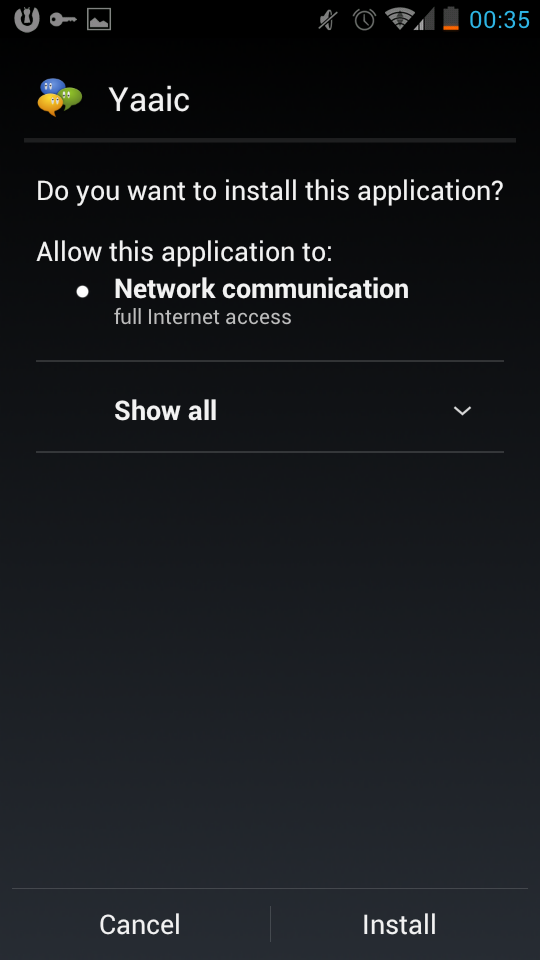 00:35
Yaaic
Do you want to install this application?
Allow this application to:
Network communication
full Internet access
Show all
Cancel
Install